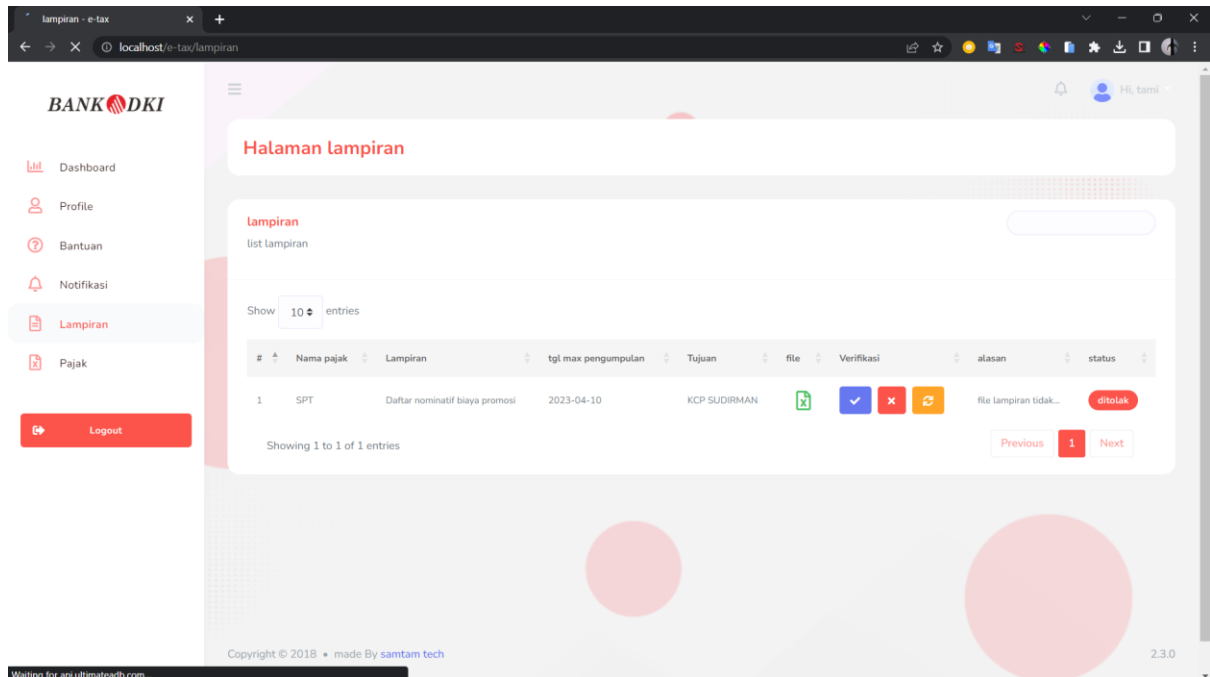 lampiran - e-tax
localhost/e-tax/lampiran
BANK DKI
Hi, tami
Halaman lampiran
Dashboard
Profile
Bantuan
Notifikasi
Lampiran
Pajak
Logout
lampiran
list lampiran
Show 10 entries
# Nama pajak Lampiran tgl max pengumpulan Tujuan file Verifikasi alasan status
1 SPT Daftar nominatif biaya promosi 2023-04-10 KCP SUDIRMAN file lampiran tidak... ditolak
Showing 1 to 1 of 1 entries
Previous 1 Next
Copyright © 2018 • made By samtam tech
2.3.0
Waiting for api.ultimateadb.com...